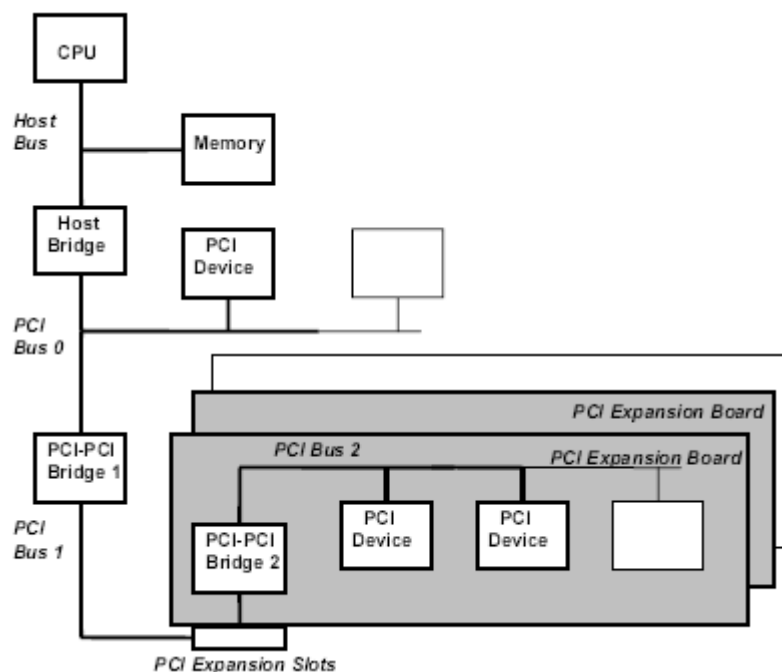 CPU
Host
Bus
Memory
Host
Bridge
PCI
Device
PCI
Bus 0
PCI Expansion Board
PCI-PCI
Bridge 1
PCI Bus 2
PCI Expansion Board
PCI
Bus 1
PCI-PCI
Bridge 2
PCI
Device
PCI
Device
PCI Expansion Slots